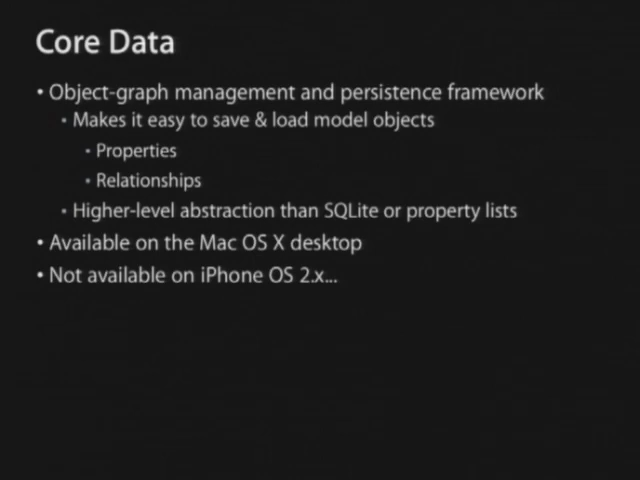 Core Data
• Object-graph management and persistence framework
• Makes it easy to save & load model objects
• Properties
• Relationships
• Higher-level abstraction than SQLite or property lists
• Available on the Mac OS X desktop
• Not available on iPhone OS 2.x...